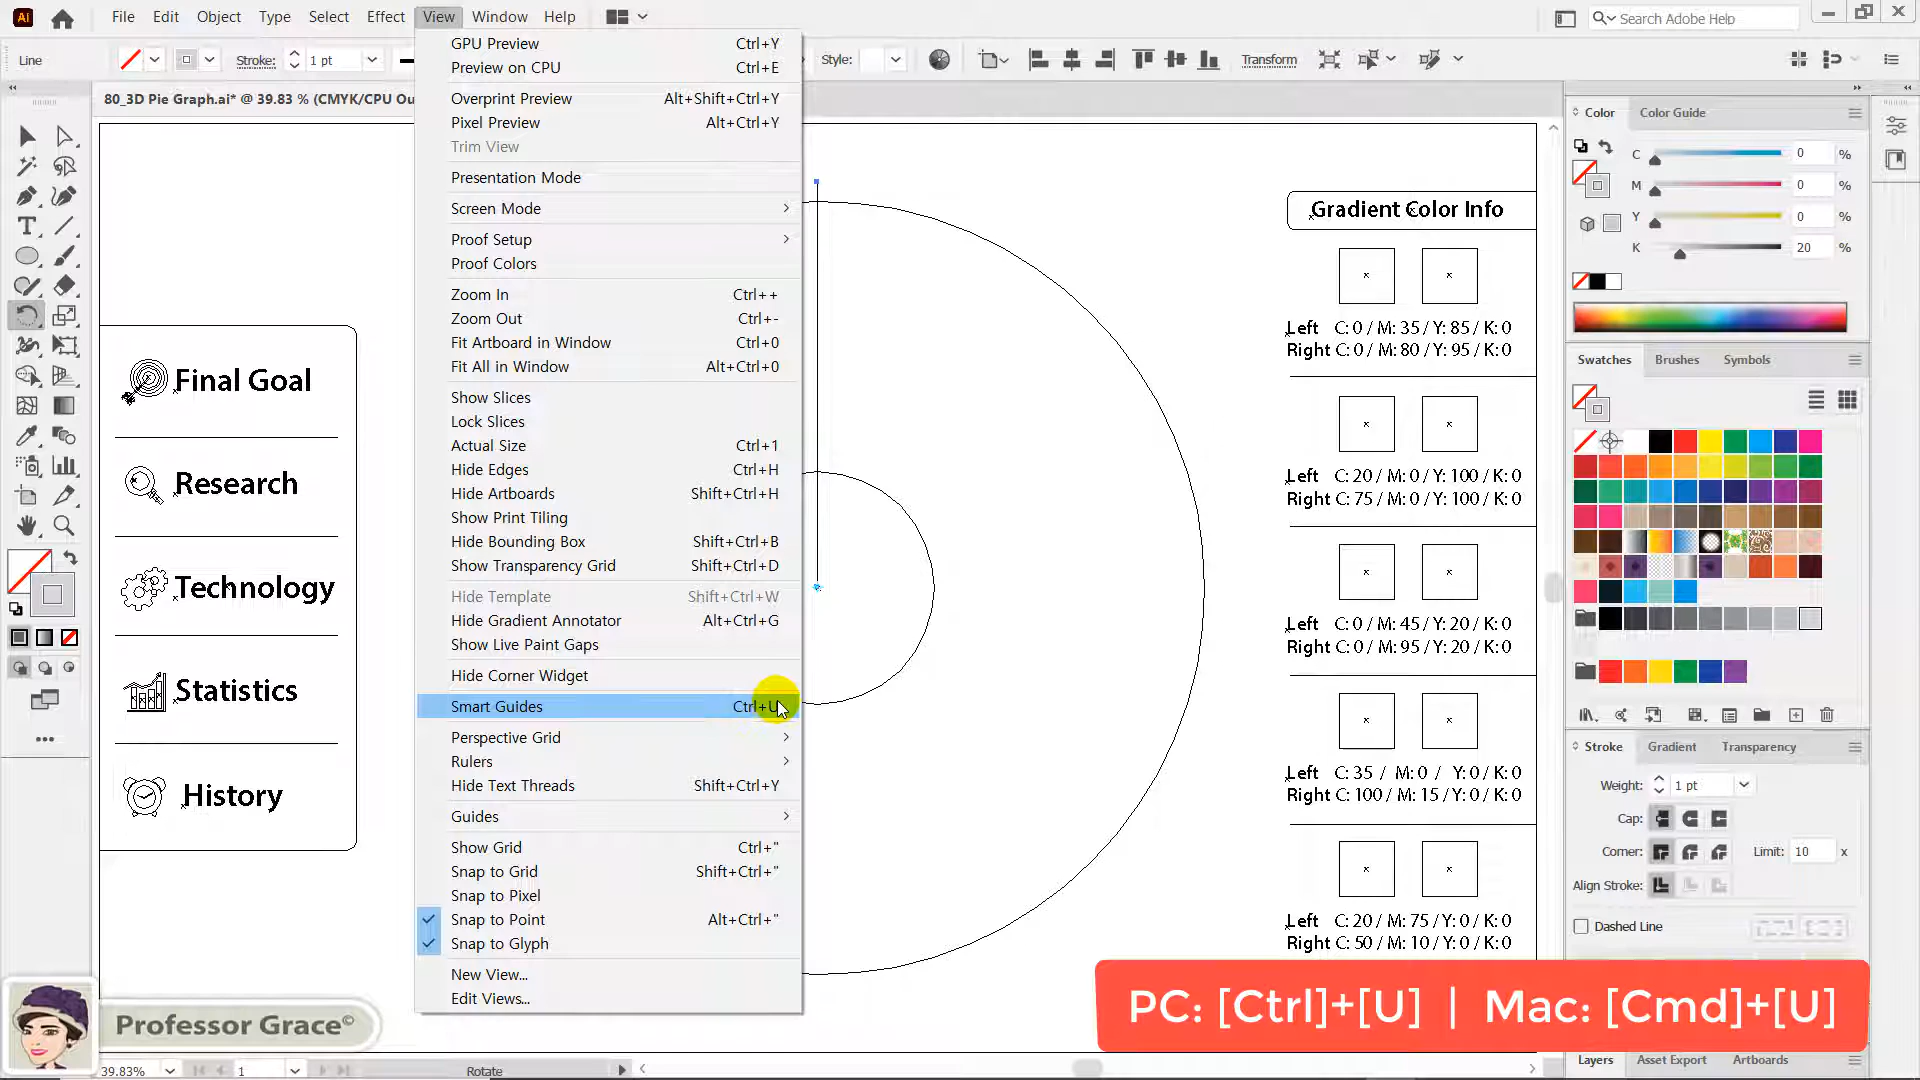 Ai File Edit Object Type Select Effect View Window Help Search Adobe Help
Line Stroke: 1 pt Style: Transform
80_3D Pie Graph.ai* @ 39.83 % (CMYK/CPU Ou
GPU Preview Ctrl+Y
Preview on CPU Ctrl+E
Overprint Preview Alt+Shift+Ctrl+Y
Pixel Preview Alt+Ctrl+Y
Trim View
Presentation Mode
Screen Mode
Proof Setup
Proof Colors
Zoom In Ctrl++
Zoom Out Ctrl+-
Fit Artboard in Window Ctrl+0
Fit All in Window Alt+Ctrl+0
Show Slices
Lock Slices
Actual Size Ctrl+1
Hide Edges Ctrl+H
Hide Artboards Shift+Ctrl+H
Show Print Tiling
Hide Bounding Box Shift+Ctrl+B
Show Transparency Grid Shift+Ctrl+D
Hide Template Shift+Ctrl+W
Hide Gradient Annotator Alt+Ctrl+G
Show Live Paint Gaps
Hide Corner Widget
Smart Guides Ctrl+U
Perspective Grid
Rulers
Hide Text Threads Shift+Ctrl+Y
Guides
Show Grid Ctrl+"
Snap to Grid Shift+Ctrl+"
Snap to Pixel
Snap to Point Alt+Ctrl+"
Snap to Glyph
New View...
Edit Views...
Final Goal
Research
Technology
Statistics
History
Professor Grace©
Gradient Color Info
Left C: 0 / M: 35 / Y: 85 / K: 0
Right C: 0 / M: 80 / Y: 95 / K: 0
Left C: 20 / M: 0 / Y: 100 / K: 0
Right C: 75 / M: 0 / Y: 100 / K: 0
Left C: 0 / M: 45 / Y: 20 / K: 0
Right C: 0 / M: 95 / Y: 20 / K: 0
Left C: 35 / M: 0 / Y: 0 / K: 0
Right C: 100 / M: 15 / Y: 0 / K: 0
Left C: 20 / M: 75 / Y: 0 / K: 0
Right C: 50 / M: 10 / Y: 0 / K: 0
Color Color Guide
C 0 %
M 0 %
Y 0 %
K 20 %
Swatches Brushes Symbols
Stroke Gradient Transparency
Weight: 1 pt
Cap:
Corner: Limit: 10 x
Align Stroke:
Dashed Line
PC: [Ctrl]+[U] | Mac: [Cmd]+[U]
Layers Asset Export Artboards
39.83% 1 Rotate